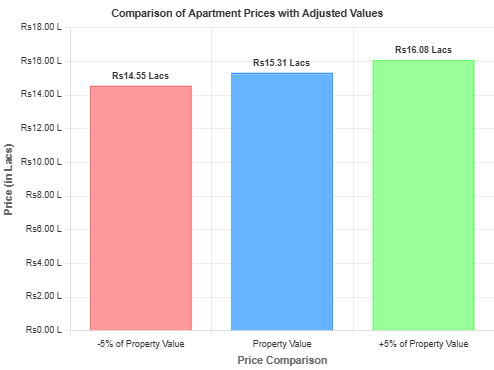 Comparison of Apartment Prices with Adjusted Values
Rs18.00 L
Rs16.00 L
Rs14.00 L
Rs12.00 L
Rs10.00 L
Rs8.00 L
Rs6.00 L
Rs4.00 L
Rs2.00 L
Rs0.00 L
Price (in Lacs)
Rs14.55 Lacs
Rs15.31 Lacs
Rs16.08 Lacs
-5% of Property Value
Property Value
+5% of Property Value
Price Comparison